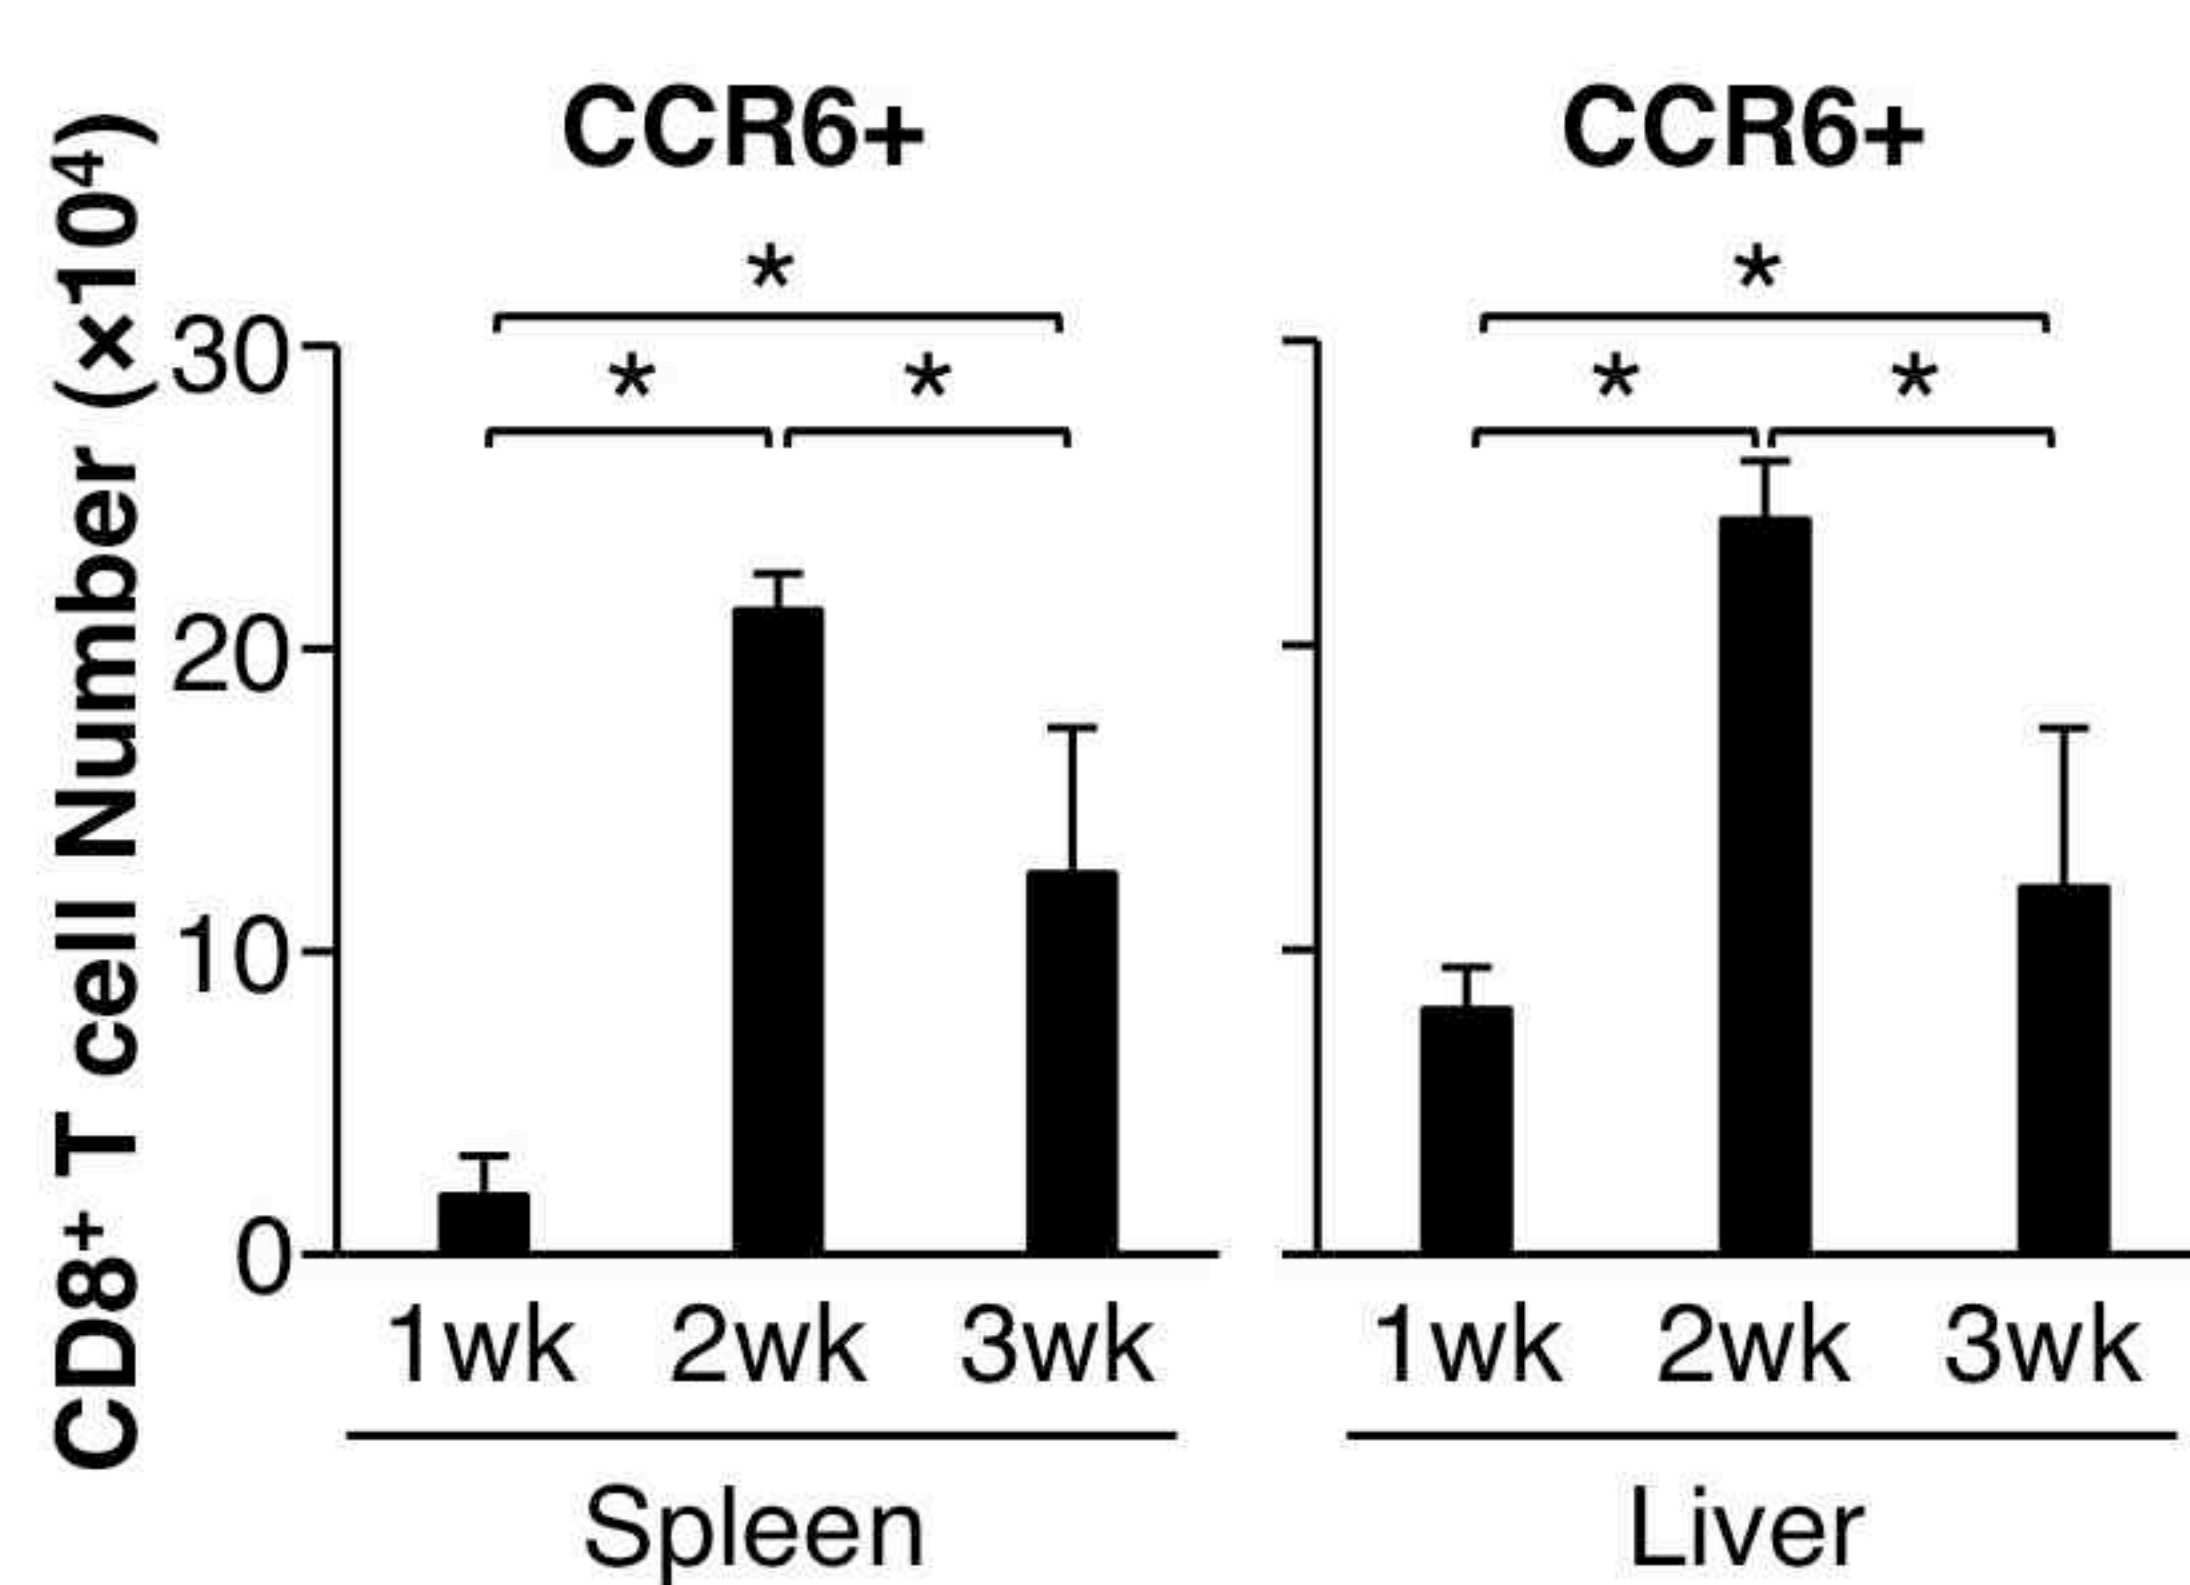 CCR6+
CCR6+
CD8⁺ T cell Number (×10⁴)
*
*
*
*
*
*
30
20
10
0
1wk 2wk 3wk
1wk 2wk 3wk
Spleen
Liver